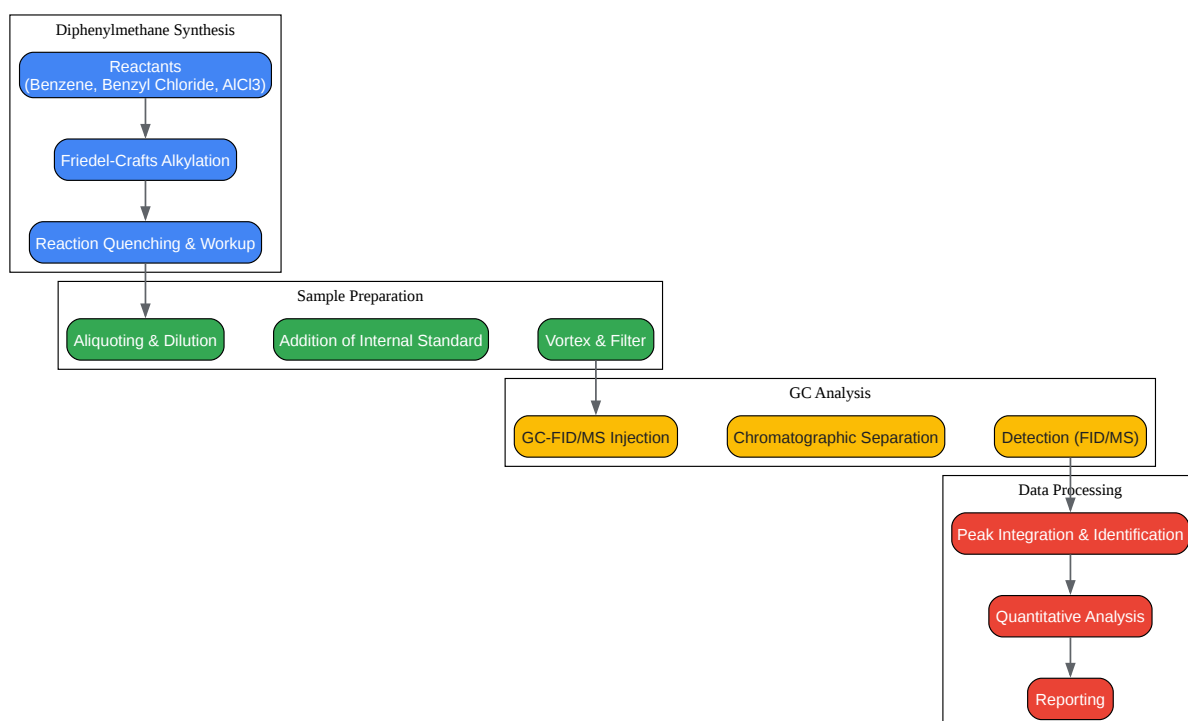 Diphenylmethane Synthesis
Reactants
(Benzene, Benzyl Chloride, AlCl3)
Friedel-Crafts Alkylation
Reaction Quenching & Workup
Sample Preparation
Aliquoting & Dilution
Addition of Internal Standard
Vortex & Filter
GC Analysis
GC-FID/MS Injection
Chromatographic Separation
Detection (FID/MS)
Data Processing
Peak Integration & Identification
Quantitative Analysis
Reporting